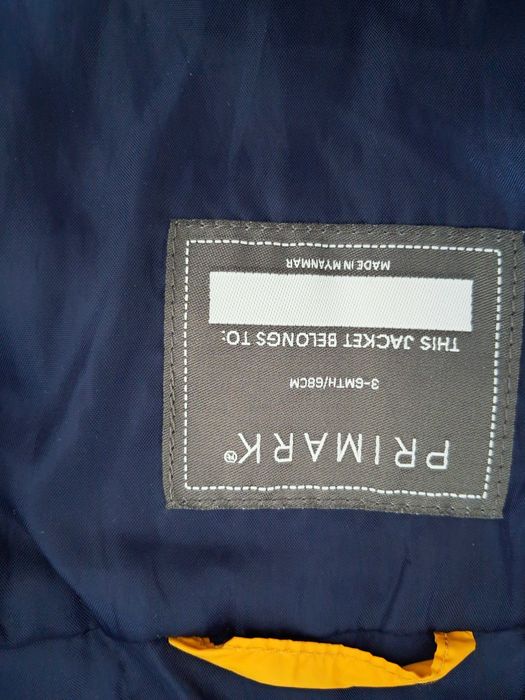 PRIMARK®
3-6MTH/68CM
THIS JACKET BELONGS TO:
MADE IN MYANMAR